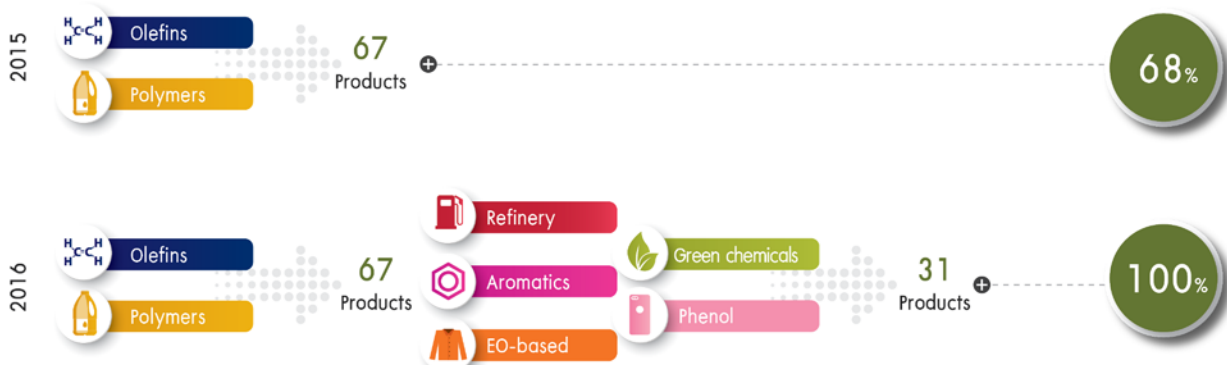 2015
H H
C=C
H H
Olefins
Polymers
67
Products
68%
2016
H H
C=C
H H
Olefins
Polymers
67
Products
Refinery
Aromatics
EO-based
Green chemicals
Phenol
31
Products
100%